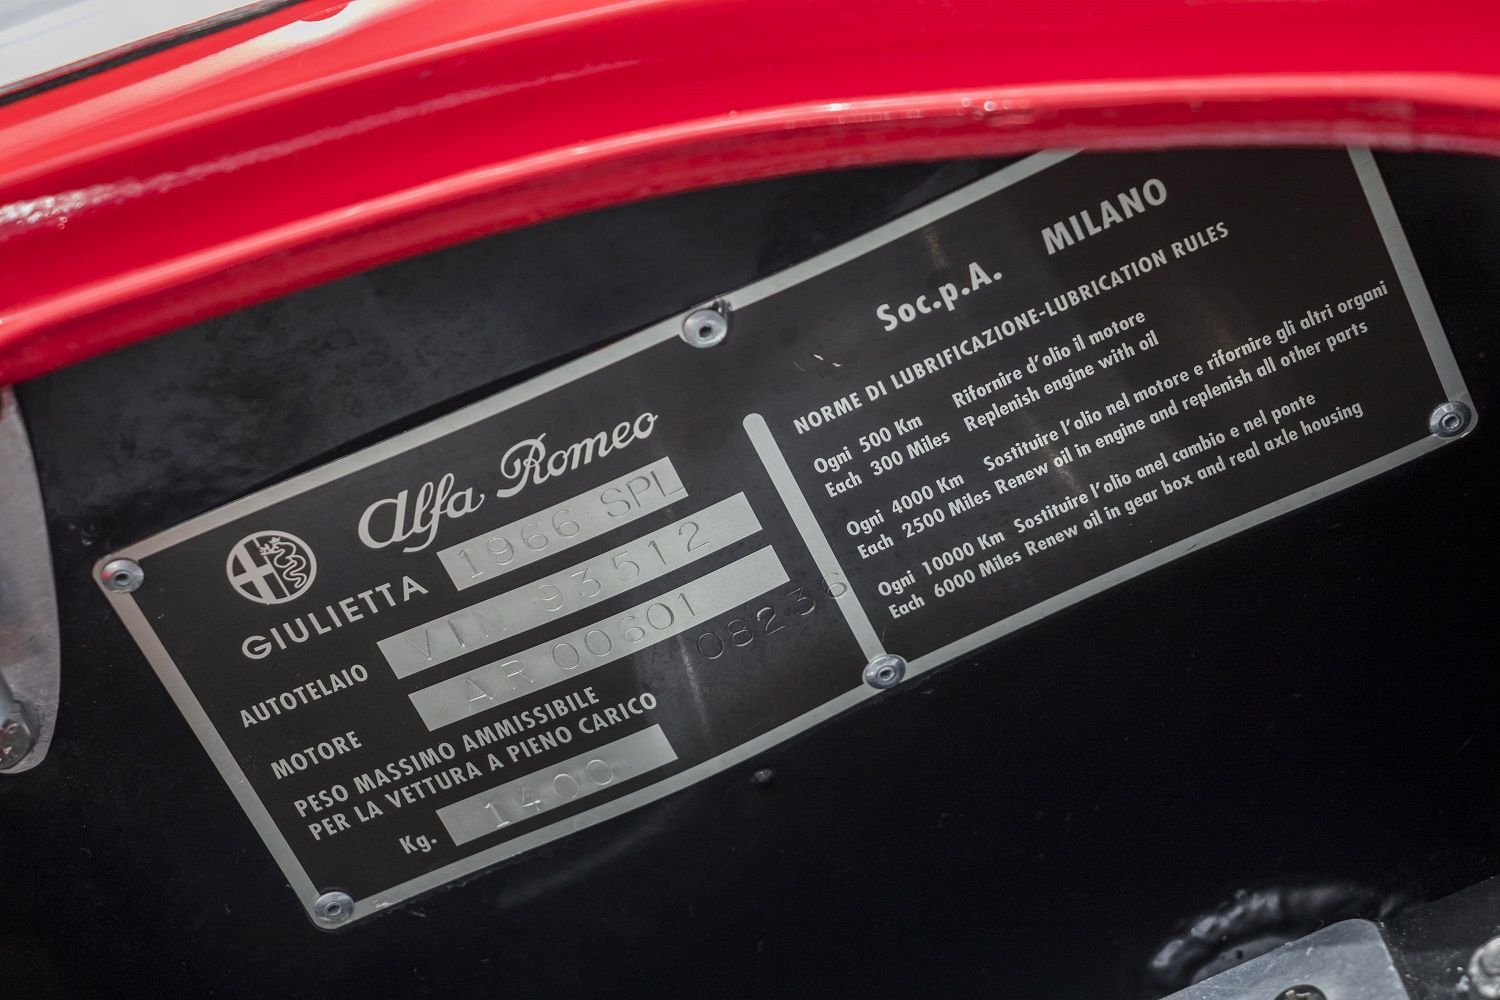 Alfa Romeo
GIULIETTA 1966 SPL
AUTOTELAIO VIN 93512
MOTORE AR 00601 08236
PESO MASSIMO AMMISSIBILE
PER LA VETTURA A PIENO CARICO
Kg. 1400
Soc.p.A. MILANO
NORME DI LUBRIFICAZIONE-LUBRICATION RULES
Ogni 500 Km Rifornire d'olio il motore
Each 300 Miles Replenish engine with oil
Ogni 4000 Km Sostituire l'olio nel motore e rifornire gli altri organi
Each 2500 Miles Renew oil in engine and replenish all other parts
Ogni 10000 Km Sostituire l'olio anel cambio e nel ponte
Each 6000 Miles Renew oil in gear box and real axle housing